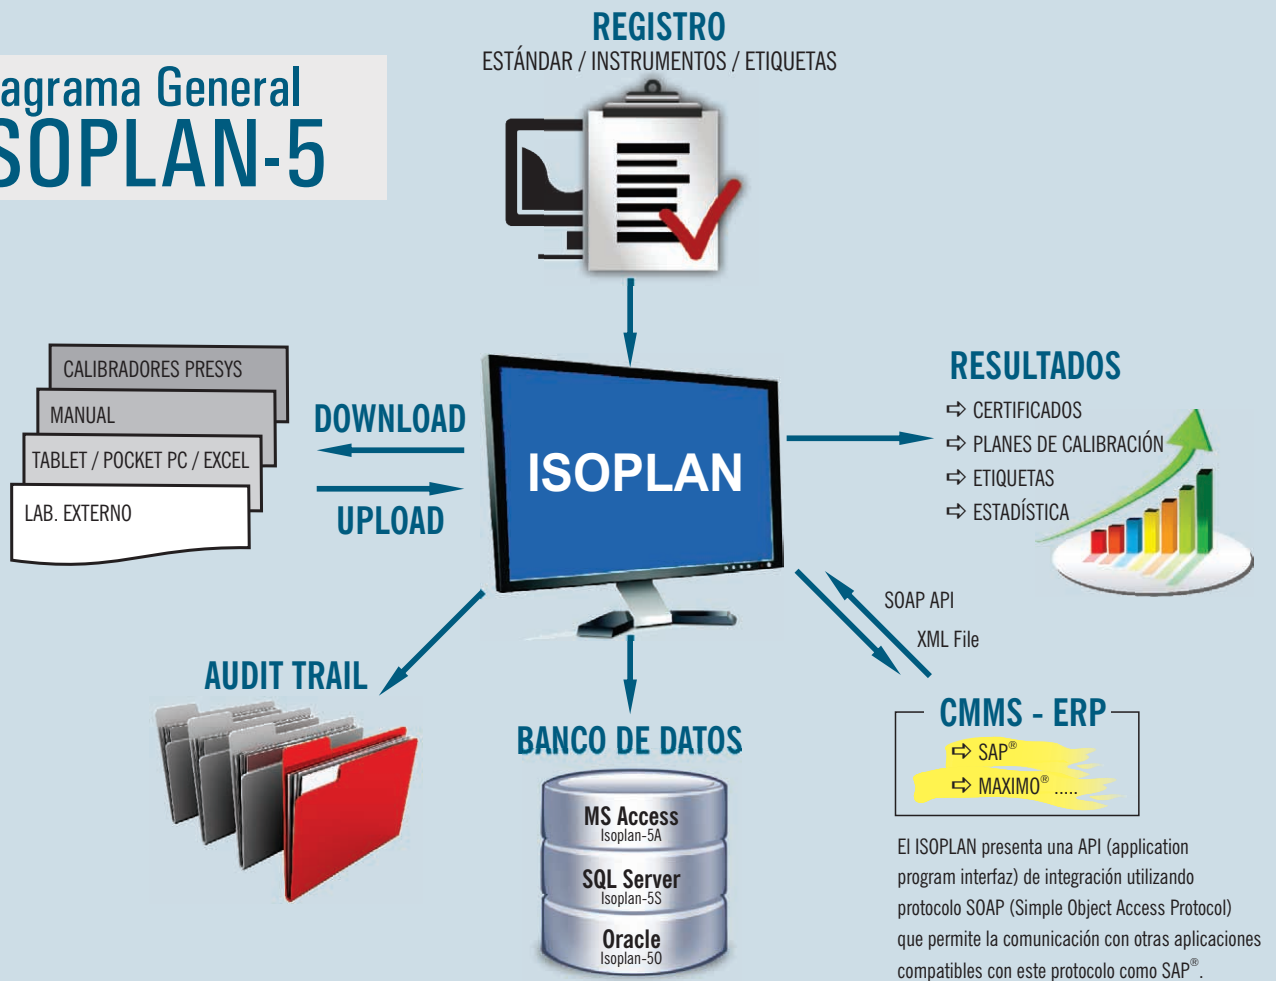 REGISTRO
ESTÁNDAR / INSTRUMENTOS / ETIQUETAS
agrama General
SOPLAN-5
CALIBRADORES PRESYS
MANUAL
TABLET / POCKET PC / EXCEL
LAB. EXTERNO
DOWNLOAD
UPLOAD
ISOPLAN
RESULTADOS
⇨ CERTIFICADOS
⇨ PLANES DE CALIBRACIÓN
⇨ ETIQUETAS
⇨ ESTADÍSTICA
SOAP API
XML File
AUDIT TRAIL
BANCO DE DATOS
MS Access
Isoplan-5A
SQL Server
Isoplan-5S
Oracle
Isoplan-5O
CMMS - ERP
⇨ SAP®
⇨ MAXIMO® .....
El ISOPLAN presenta una API (application
program interfaz) de integración utilizando
protocolo SOAP (Simple Object Access Protocol)
que permite la comunicación con otras aplicaciones
compatibles con este protocolo como SAP®.